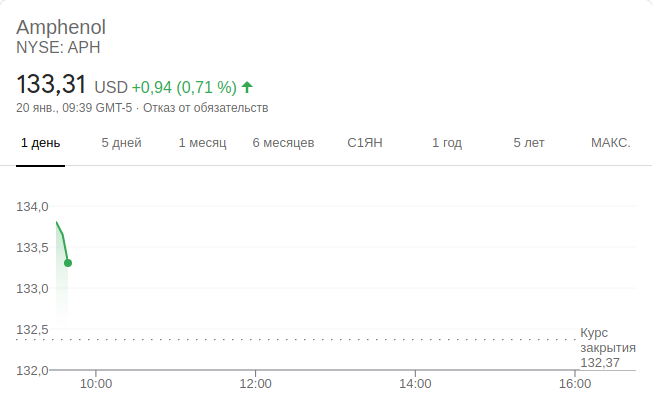 Amphenol
NYSE: APH
133,31 USD +0,94 (0,71 %)
20 янв., 09:39 GMT-5 · Отказ от обязательств
1 день 5 дней 1 месяц 6 месяцев С1ЯН 1 год 5 лет МАКС.
134,0
133,5
133,0
132,5
Курс
закрытия
132,37
132,0
10:00 12:00 14:00 16:00